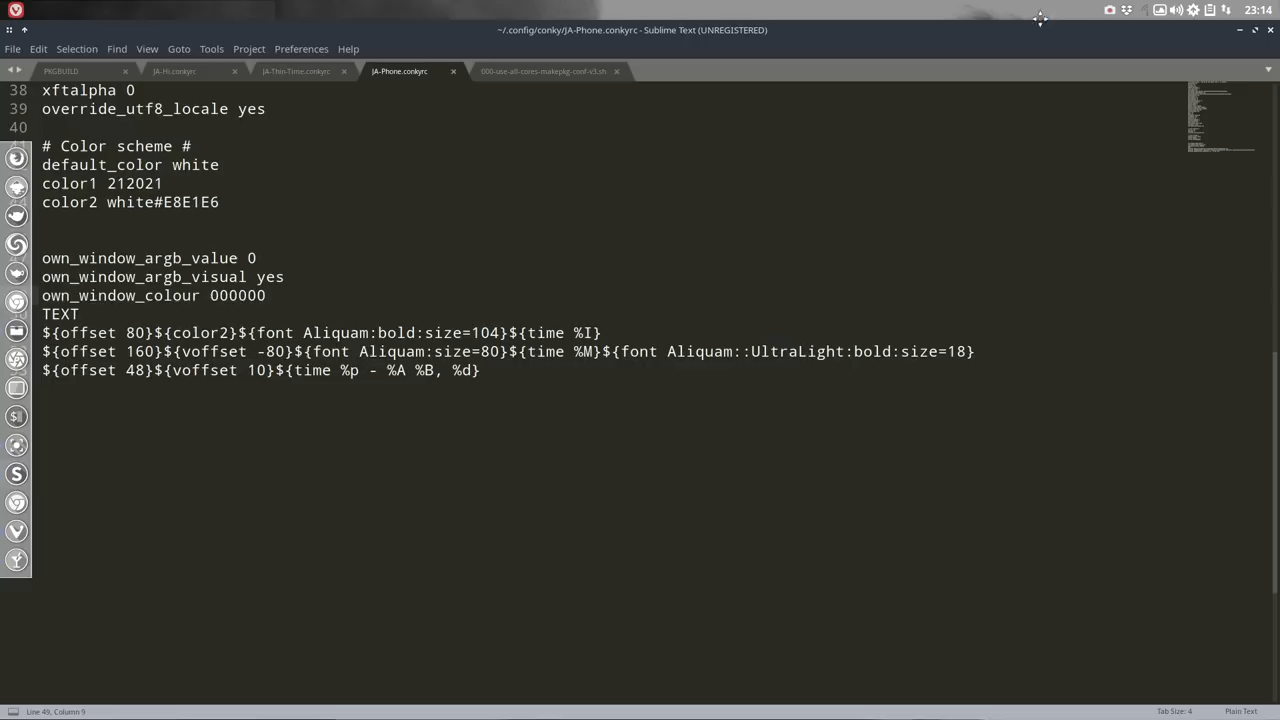 23:14
~/.config/conky/JA-Phone.conkyrc - Sublime Text (UNREGISTERED)
File Edit Selection Find View Goto Tools Project Preferences Help
PKGBUILD JA-Hi.conkyrc JA-Thin-Time.conkyrc JA-Phone.conkyrc 000-use-all-cores-makepkg-conf-v3.sh
38 xftalpha 0
39 override_utf8_locale yes
40
# Color scheme #
default_color white
color1 212021
color2 white#E8E1E6
own_window_argb_value 0
own_window_argb_visual yes
own_window_colour 000000
TEXT
${offset 80}${color2}${font Aliquam:bold:size=104}${time %I}
${offset 160}${voffset -80}${font Aliquam:size=80}${time %M}${font Aliquam::UltraLight:bold:size=18}
${offset 48}${voffset 10}${time %p - %A %B, %d}
Line 49, Column 9
Tab Size: 4 Plain Text